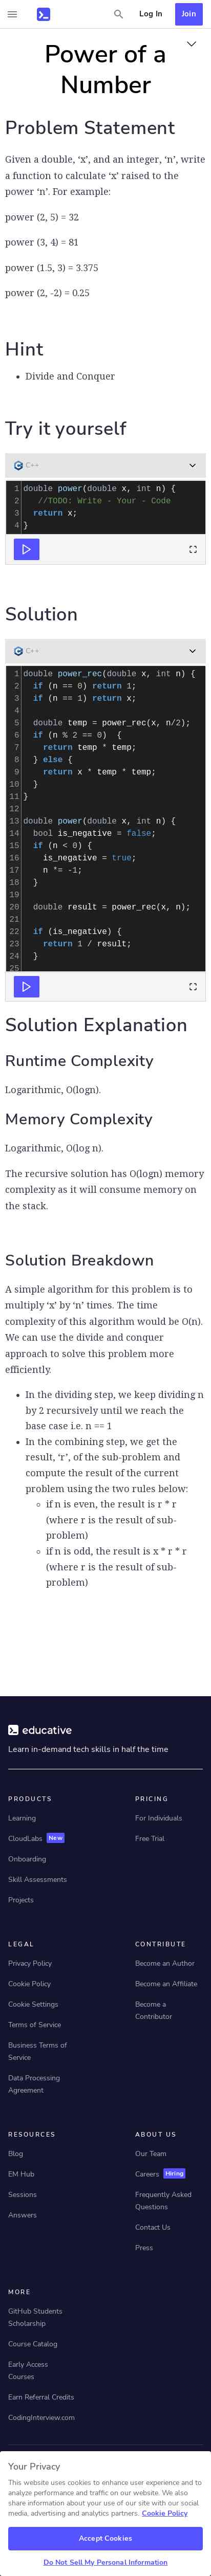 Log In
Join
Power of a
Number
Problem Statement
Given a double, ‘x’, and an integer, ‘n’, write
a function to calculate ‘x’ raised to the
power ‘n’. For example:
power (2, 5) = 32
power (3, 4) = 81
power (1.5, 3) = 3.375
power (2, -2) = 0.25
Hint
• Divide and Conquer
Try it yourself
C++
1 double power(double x, int n) {
2 //TODO: Write - Your - Code
3 return x;
4 }
Solution
C++
1 double power_rec(double x, int n) {
2 if (n == 0) return 1;
3 if (n == 1) return x;
4
5 double temp = power_rec(x, n/2);
6 if (n % 2 == 0) {
7 return temp * temp;
8 } else {
9 return x * temp * temp;
10 }
11 }
12
13 double power(double x, int n) {
14 bool is_negative = false;
15 if (n < 0) {
16 is_negative = true;
17 n *= -1;
18 }
19
20 double result = power_rec(x, n);
21
22 if (is_negative) {
23 return 1 / result;
24 }
25
Solution Explanation
Runtime Complexity
Logarithmic, O(logn).
Memory Complexity
Logarithmic, O(log n).
The recursive solution has O(logn) memory
complexity as it will consume memory on
the stack.
Solution Breakdown
A simple algorithm for this problem is to
multiply ‘x’ by ‘n’ times. The time
complexity of this algorithm would be O(n).
We can use the divide and conquer
approach to solve this problem more
efficiently.
• In the dividing step, we keep dividing n
by 2 recursively until we reach the
base case i.e. n == 1
• In the combining step, we get the
result, ‘r’, of the sub-problem and
compute the result of the current
problem using the two rules below:
◦ if n is even, the result is r * r
(where r is the result of sub-
problem)
◦ if n is odd, the result is x * r * r
(where r is the result of sub-
problem)
educative
Learn in-demand tech skills in half the time
PRODUCTS
Learning
CloudLabs New
Onboarding
Skill Assessments
Projects
PRICING
For Individuals
Free Trial
LEGAL
Privacy Policy
Cookie Policy
Cookie Settings
Terms of Service
Business Terms of
Service
Data Processing
Agreement
CONTRIBUTE
Become an Author
Become an Affiliate
Become a
Contributor
RESOURCES
Blog
EM Hub
Sessions
Answers
ABOUT US
Our Team
Careers Hiring
Frequently Asked
Questions
Contact Us
Press
MORE
GitHub Students
Scholarship
Course Catalog
Early Access
Courses
Earn Referral Credits
CodingInterview.com
Your Privacy
This website uses cookies to enhance user experience and to
analyze performance and traffic on our website. We also share
information about your use of our site with our social
media, advertising and analytics partners. Cookie Policy
Accept Cookies
Do Not Sell My Personal Information